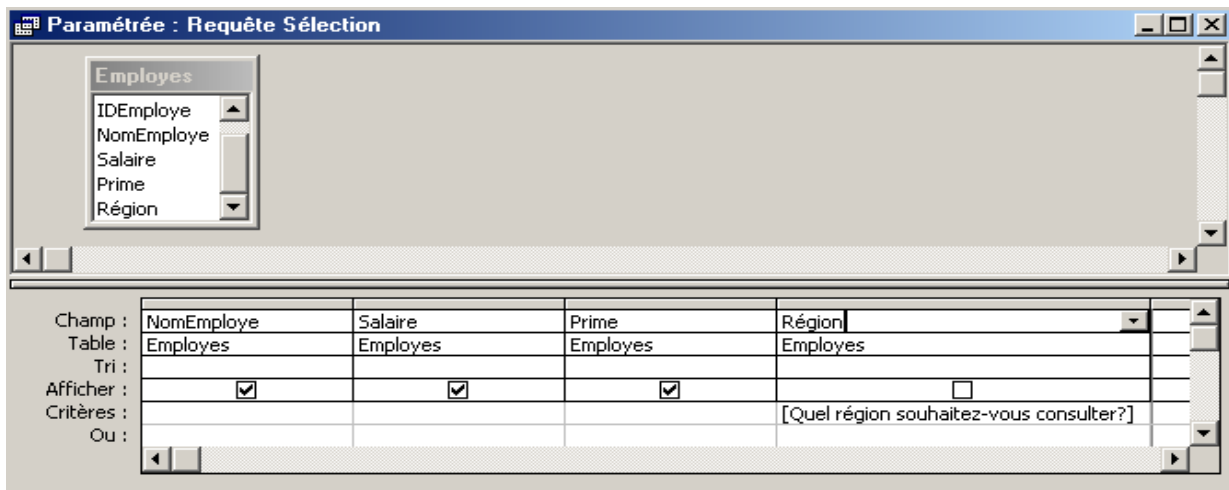 Paramétrée : Requête Sélection
Employes
IDEmploye
NomEmploye
Salaire
Prime
Région
Champ : NomEmploye Salaire Prime Région
Table : Employes Employes Employes Employes
Tri :
Afficher :
Critères : [Quel région souhaitez-vous consulter?]
Ou :